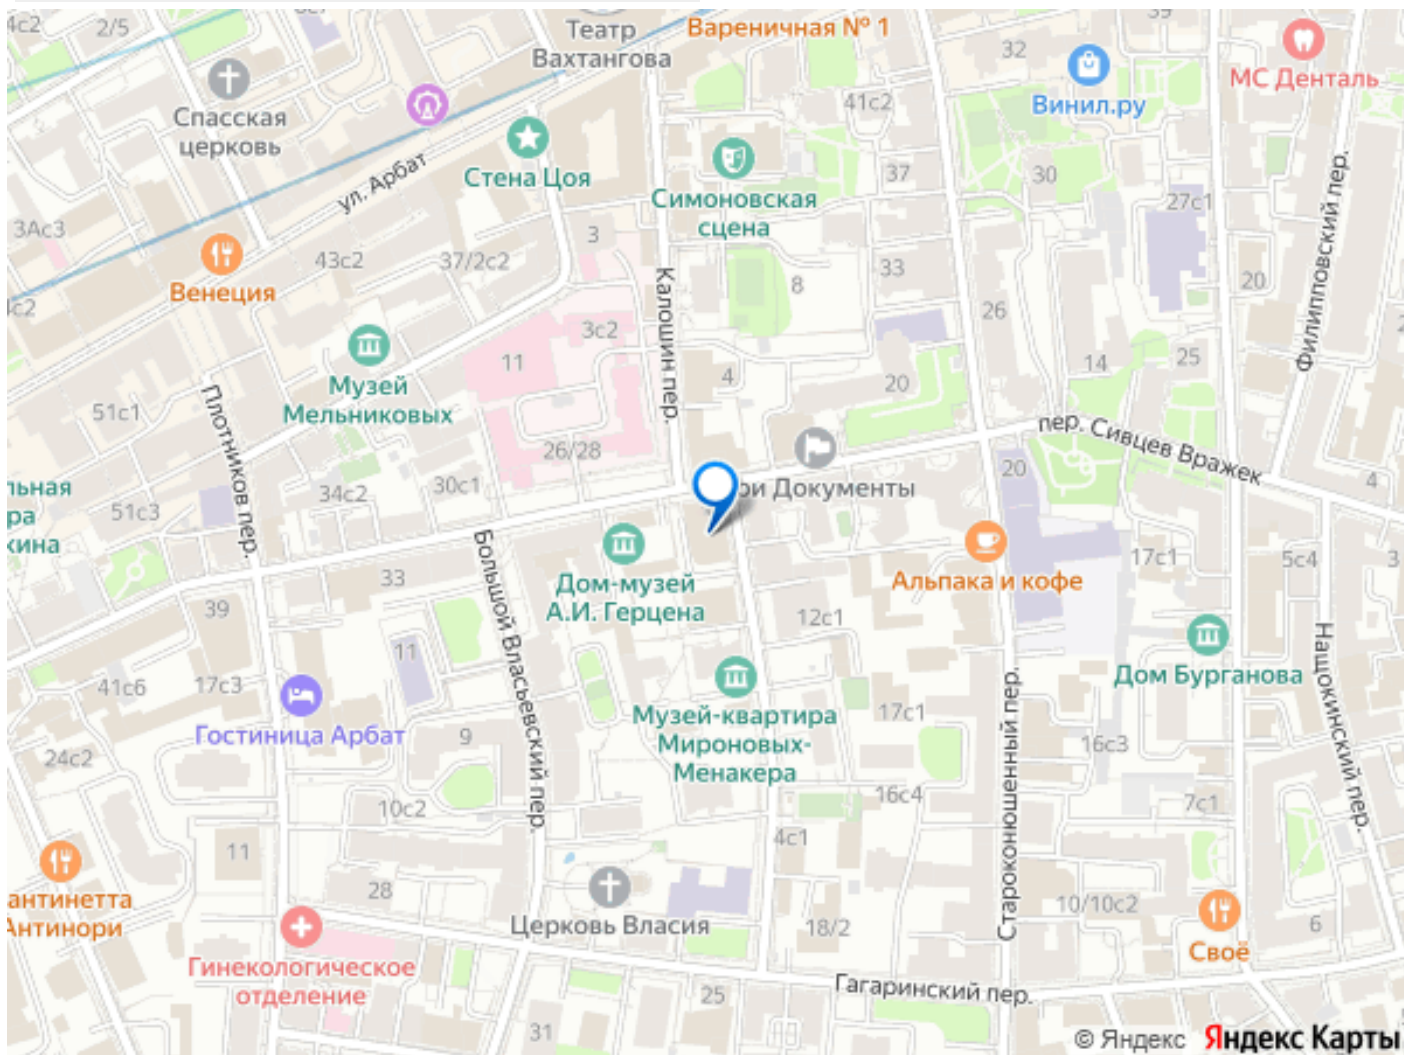 4с2
2/5
Театр
Вахтангова
Вареничная № 1
39
32
МС Денталь
Винил.ру
41с2
Спасская
церковь
ул. Арбат
Стена Цоя
Симоновская
сцена
37
30
27с1
Филипповский пер.
3Ас3
Венеция
43с2
37/2с2
3
Калошин пер.
8
33
26
20
3с2
11
Музей
Мельниковых
4
20
14
25
51с1
Плотников пер.
26/28
пер. Сивцев Вражек
34с2
30с1
Документы
20
4
51с3
Большой Власьевский пер.
Дом-музей
А.И. Герцена
Альпака и кофе
17с1
5с4
3
33
39
12с1
11
Дом Бурганова
Нащокинский пер.
41с6
17с3
Гостиница Арбат
9
Музей-квартира
Мироновых-
Менакера
17с1
Староконюшенный пер.
16с3
24с2
10с2
16с4
7с1
11
4с1
28
Церковь Власия
18/2
10/10с2
Своё
6
антинетта
Антинори
Гинекологическое
отделение
25
Гагаринский пер.
31
© Яндекс Яндекс Карты